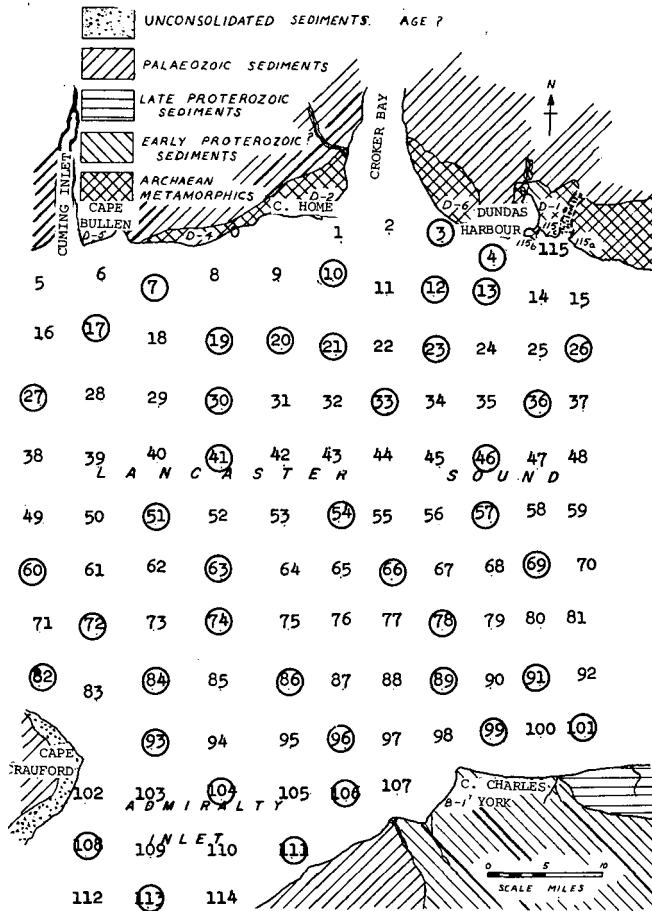 UNCONSOLIDATED SEDIMENTS. AGE ?
PALAEOZOIC SEDIMENTS
LATE PROTEROZOIC
SEDIMENTS
EARLY PROTEROZOIC ?
SEDIMENTS
ARCHAEAN
METAMORPHICS
N
CUMING INLET
CROKER BAY
CAPE
BULLEN
D-5
D-4
D-2
C. HOME
D-6
DUNDAS
HARBOUR
D-1
115b
115a
1 2 3 4 115
5 6 7 8 9 10 11 12 13 14 15
16 17 18 19 20 21 22 23 24 25 26
27 28 29 30 31 32 33 34 35 36 37
38 39 40 41 42 43 44 45 46 47 48
LANCASTER SOUND
49 50 51 52 53 54 55 56 57 58 59
60 61 62 63 64 65 66 67 68 69 70
71 72 73 74 75 76 77 78 79 80 81
82 83 84 85 86 87 88 89 90 91 92
93 94 95 96 97 98 99 100 101
CAPE
CRAUFORD
102 103 104 105 106 107
ADMIRALTY
INLET
C. CHARLES
YORK
B-1
108 109 110 111
0 5 10
SCALE MILES
112 113 114